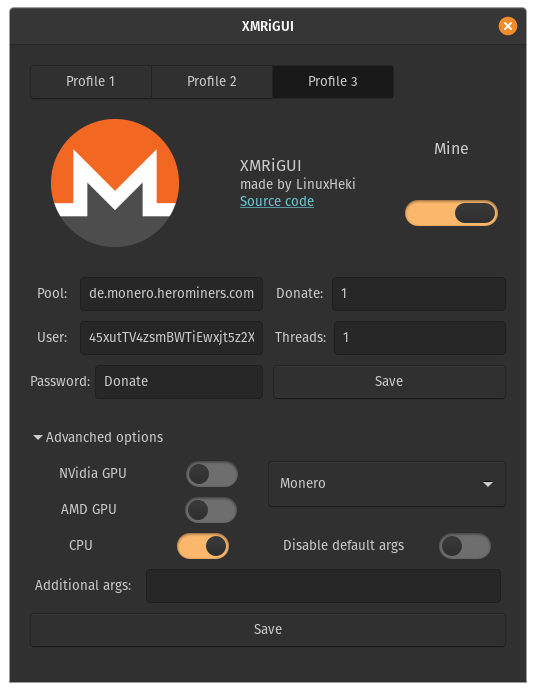 XMRiGUI
Profile 1 Profile 2 Profile 3
Mine
XMRiGUI
made by LinuxHeki
Source code
Pool: de.monero.herominers.com Donate: 1
User: 45xutTV4zsmBWTiEwxjt5z2X Threads: 1
Password: Donate Save
Advanched options
NVidia GPU Monero
AMD GPU
CPU Disable default args
Additional args:
Save